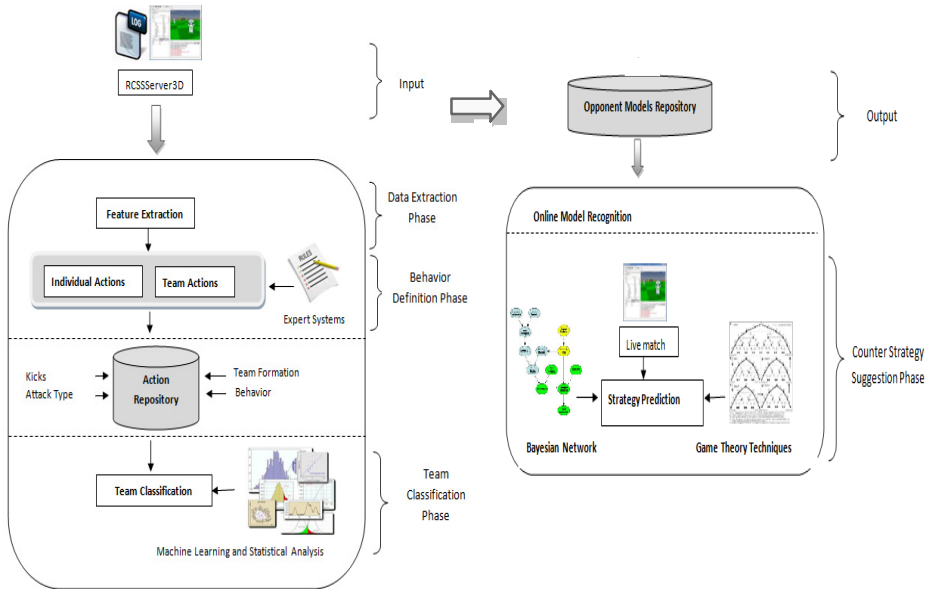 LOG
RCSSServer3D
Input
Feature Extraction
Data Extraction
Phase
Individual Actions
Team Actions
RULES
Expert Systems
Behavior
Definition Phase
Kicks
Attack Type
Action
Repository
Team Formation
Behavior
Team Classification
Machine Learning and Statistical Analysis
Team
Classification
Phase
Opponent Models Repository
Output
Online Model Recognition
Live match
Strategy Prediction
Bayesian Network
Game Theory Techniques
Counter Strategy
Suggestion Phase